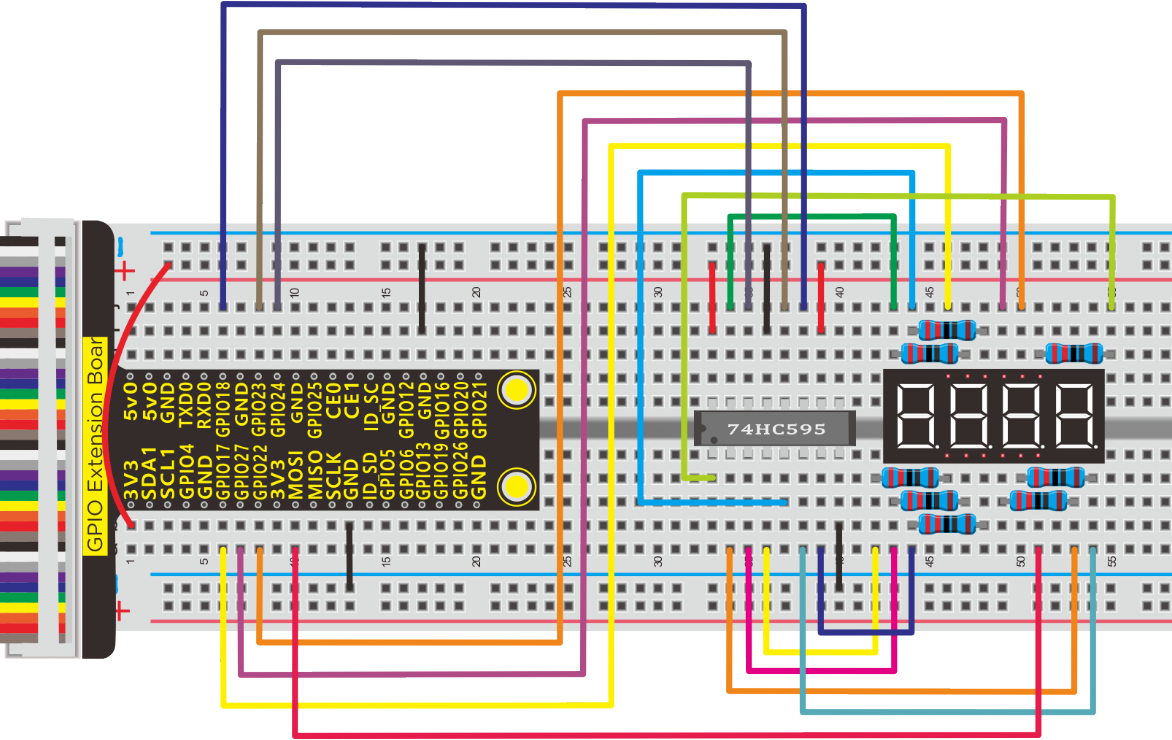 +
1 5 10 15 20 25 30 40 45 50 55
j
GPIO Extension Boar
5v0
5v0
GND
TXD0
RXD0
GPIO18
GND
GPIO23
GPIO24
GND
GPIO25
CE0
CE1
ID_SC
GND
GPIO12
GND
GPIO16
GPIO20
GPIO21
3V3
SDA1
SCL1
GPIO4
GND
GPIO17
GPIO27
GPIO22
3V3
MOSI
MISO
SCLK
GND
ID_SD
GPIO5
GPIO6
GPIO13
GPIO19
GPIO26
GND
74HC595
1 5 10 15 20 25 30 35 40 45 50 55
+